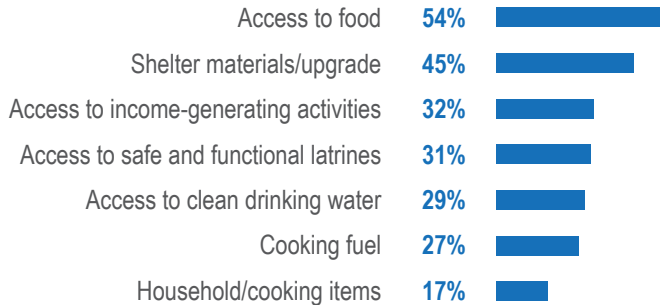 Access to food 54%
Shelter materials/upgrade 45%
Access to income-generating activities 32%
Access to safe and functional latrines 31%
Access to clean drinking water 29%
Cooking fuel 27%
Household/cooking items 17%